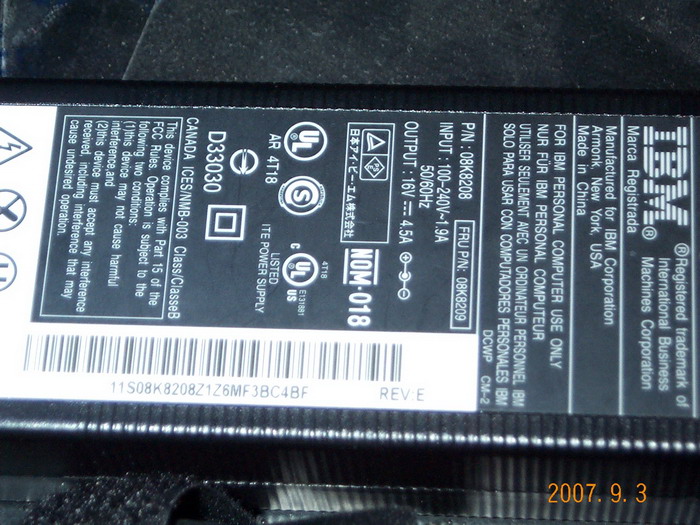 IBM®
Marca Registrada
®Registered trademark of
International Business
Machines Corporation
Manufactured for IBM Corporation
Armonk, New York, USA
Made in China
FOR IBM PERSONAL COMPUTER USE ONLY
NUR FÜR IBM PERSONAL COMPUTEUR
UTILISER SEULEMENT AVEC UN ORDINATEUR PERSONNEL IBM
SOLO PARA USAR CON COMPUTADORES PERSONALES IBM
DCWP CM-2
P/N: 08K8208
FRU P/N: 08K8209
INPUT: 100-240V~1.9A
50/60Hz
OUTPUT: 16V 4.5A
日本アイ・ビー・エム株式会社
NOM-018
UL
AR 4T18
S
4T18
c UL US
E131881
LISTED
ITE POWER SUPPLY
D33030
CANADA ICES/NMB-003 Class/ClasseB
This device complies with Part 15 of the
FCC Rules. Operation is subject to the
following two conditions:
(1)this device may not cause harmful
interference,and
(2)this device must accept any interference
received, including interference that may
cause undesired operation.
11S08K8208Z1Z6MF3BC4BF
REV:E
2007. 9. 3